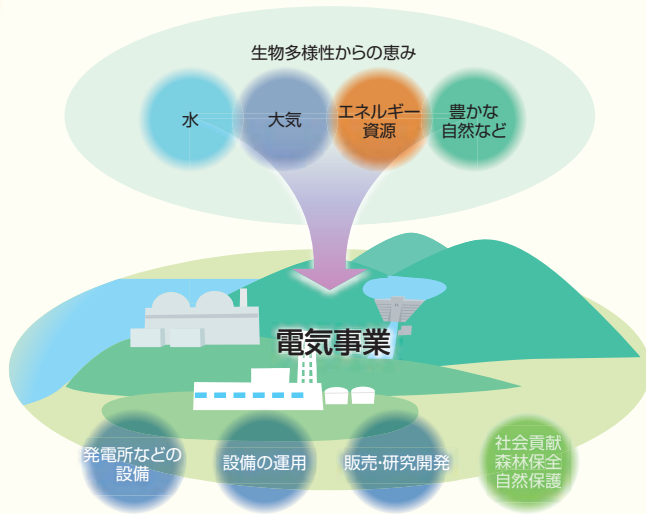 生物多様性からの恵み
水
大気
エネルギー
資源
豊かな
自然など
電気事業
発電所などの
設備
設備の運用
販売・研究開発
社会貢献
森林保全
自然保護